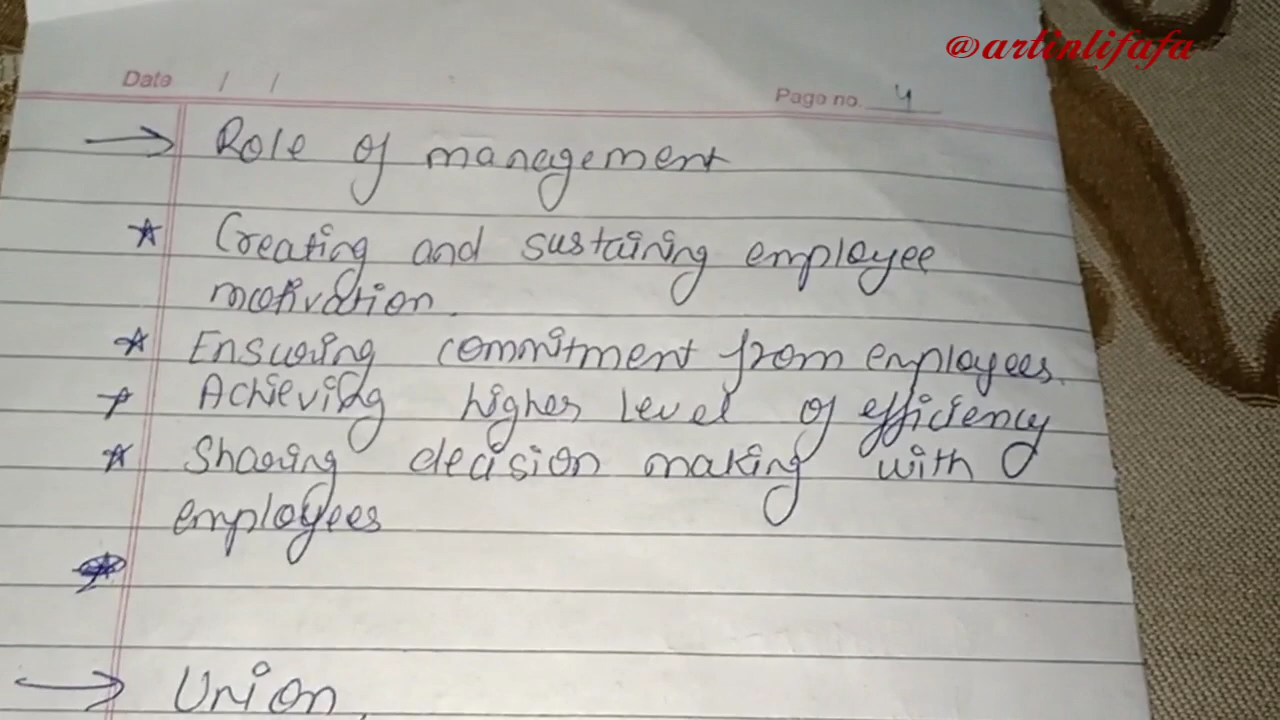 @artinlifafa
Date / /
Page no. 4
→ Role of management
* Creating and sustaining employee
motivation.
* Ensuring commitment from employees.
* Achieving higher level of efficiency
* Sharing decision making with
employees
→ Union.